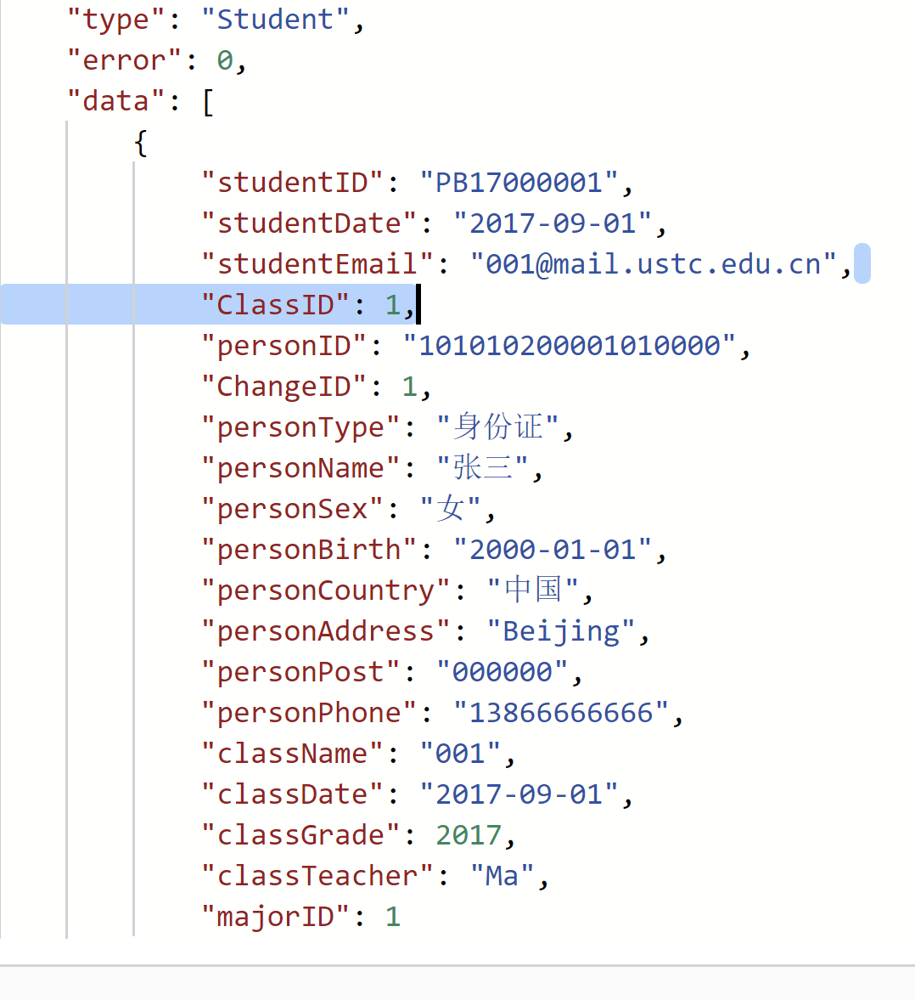 "type": "Student",
"error": 0,
"data": [
{
"studentID": "PB17000001",
"studentDate": "2017-09-01",
"studentEmail": "001@mail.ustc.edu.cn",
"ClassID": 1,
"personID": "101010200001010000",
"ChangeID": 1,
"personType": "身份证",
"personName": "张三",
"personSex": "女",
"personBirth": "2000-01-01",
"personCountry": "中国",
"personAddress": "Beijing",
"personPost": "000000",
"personPhone": "13866666666",
"className": "001",
"classDate": "2017-09-01",
"classGrade": 2017,
"classTeacher": "Ma",
"majorID": 1